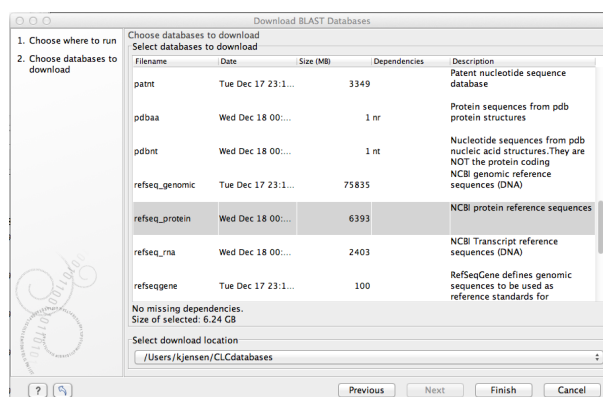 Download BLAST Databases
1. Choose where to run
2. Choose databases to
download
Choose databases to download
Select databases to download
Filename Date Size (MB) Dependencies Description
patnt Tue Dec 17 23:1... 3349 Patent nucleotide sequence
database
pdbaa Wed Dec 18 00:... 1 nr Protein sequences from pdb
protein structures
pdbnt Wed Dec 18 00:... 1 nt Nucleotide sequences from pdb
nucleic acid structures.They are
NOT the protein coding
refseq_genomic Tue Dec 17 23:1... 75835 NCBI genomic reference
sequences (DNA)
refseq_protein Wed Dec 18 00:... 6393 NCBI protein reference sequences
refseq_rna Wed Dec 18 00:... 2403 NCBI Transcript reference
sequences (DNA)
refseqgene Tue Dec 17 23:1... 100 RefSeqGene defines genomic
sequences to be used as
reference standards for
No missing dependencies.
Size of selected: 6.24 GB
Select download location
/Users/kjensen/CLCdatabases
? Previous Next Finish Cancel